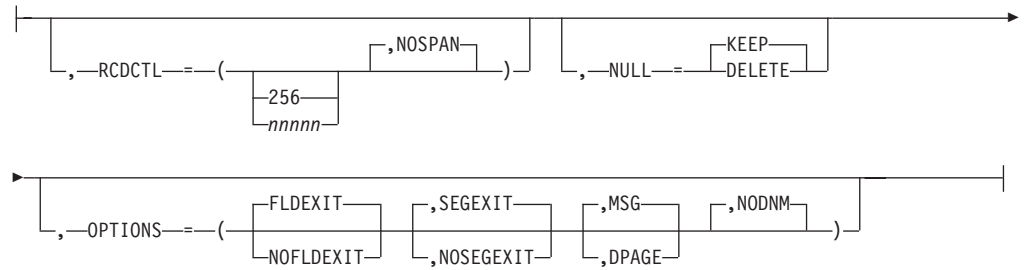 ,NOSPAN KEEP
, RCDCTL = ( ) , NULL = DELETE
256
nnnnn
FLDEXIT ,SEGEXIT ,MSG ,NODNM
, OPTIONS = ( )
NOFLDEXIT ,NOSEGEXIT ,DPAGE